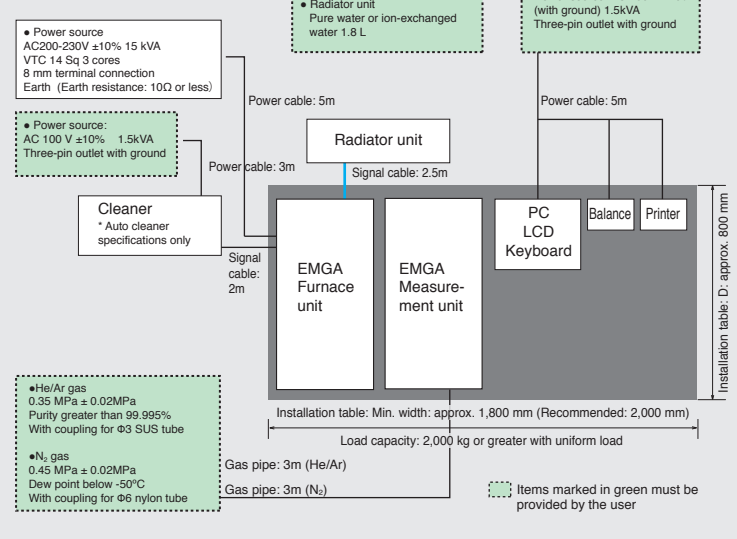 ● Radiator unit
Pure water or ion-exchanged
water 1.8 L
(with ground) 1.5kVA
Three-pin outlet with ground
● Power source
AC200-230V ±10% 15 kVA
VTC 14 Sq 3 cores
8 mm terminal connection
Earth (Earth resistance: 10Ω or less)
Power cable: 5m
Power cable: 5m
● Power source:
AC 100 V ±10% 1.5kVA
Three-pin outlet with ground
Radiator unit
Power cable: 3m
Signal cable: 2.5m
Cleaner
* Auto cleaner
specifications only
Signal
cable:
2m
EMGA
Furnace
unit
EMGA
Measure-
ment unit
PC
LCD
Keyboard
Balance
Printer
Installation table: D: approx. 800 mm
●He/Ar gas
0.35 MPa ± 0.02MPa
Purity greater than 99.995%
With coupling for Φ3 SUS tube
●N₂ gas
0.45 MPa ± 0.02MPa
Dew point below -50ºC
With coupling for Φ6 nylon tube
Installation table: Min. width: approx. 1,800 mm (Recommended: 2,000 mm)
Load capacity: 2,000 kg or greater with uniform load
Gas pipe: 3m (He/Ar)
Gas pipe: 3m (N₂)
Items marked in green must be
provided by the user